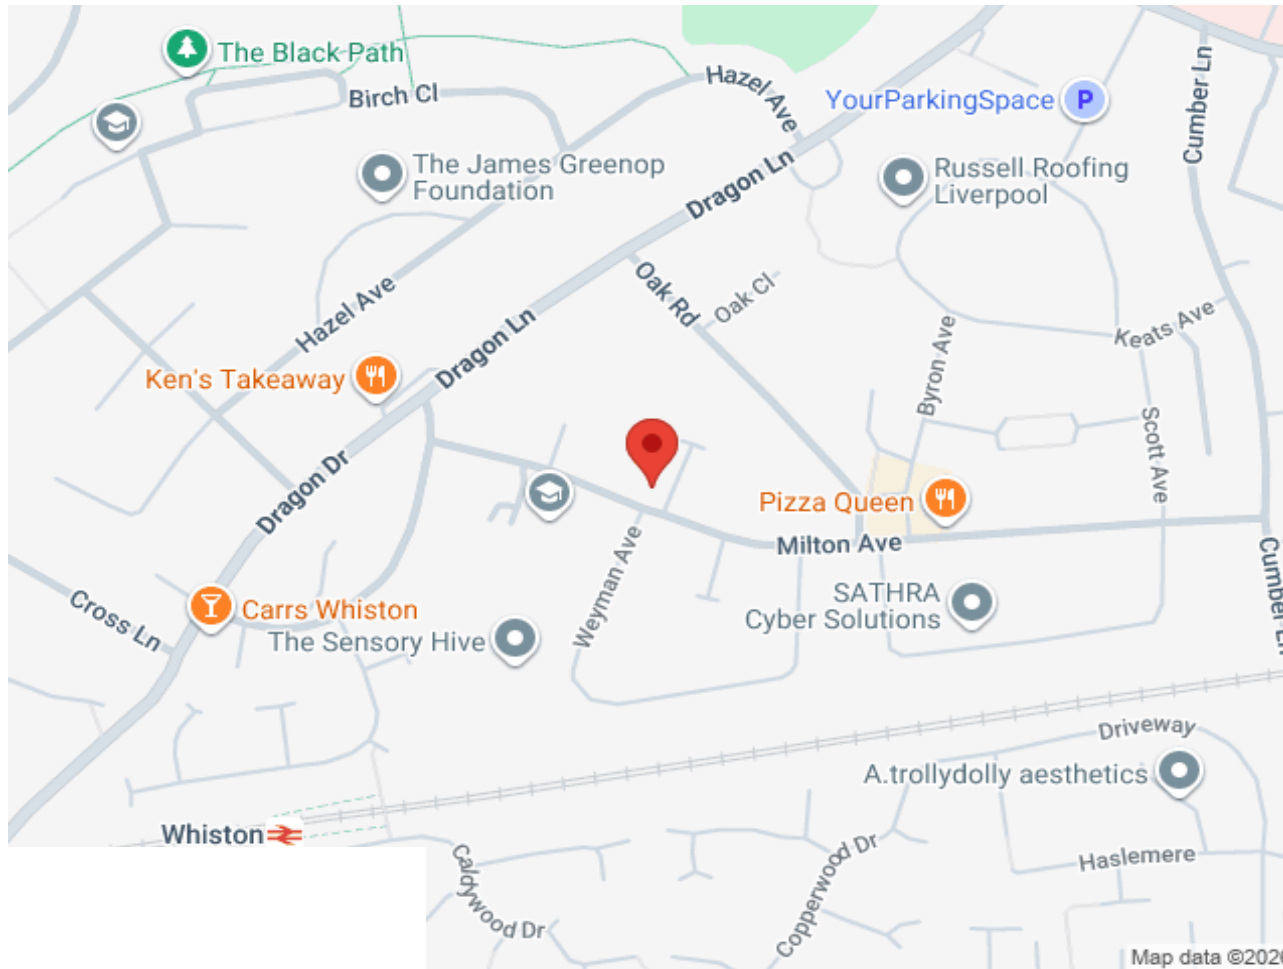 The Black Path
Birch Cl
Hazel Ave
YourParkingSpace
P
Cumber Ln
The James Greenop
Foundation
Dragon Ln
Russell Roofing
Liverpool
Oak Rd
Oak Cl
Hazel Ave
Dragon Ln
Keats Ave
Byron Ave
Ken's Takeaway
Scott Ave
Dragon Dr
Pizza Queen
Milton Ave
Weyman Ave
Cumber Ln
SATHRA
Cyber Solutions
Cross Ln
Carrs Whiston
The Sensory Hive
Driveway
A.trollydolly aesthetics
Whiston
Caldywood Dr
Copperwood Dr
Haslemere
Map data ©202